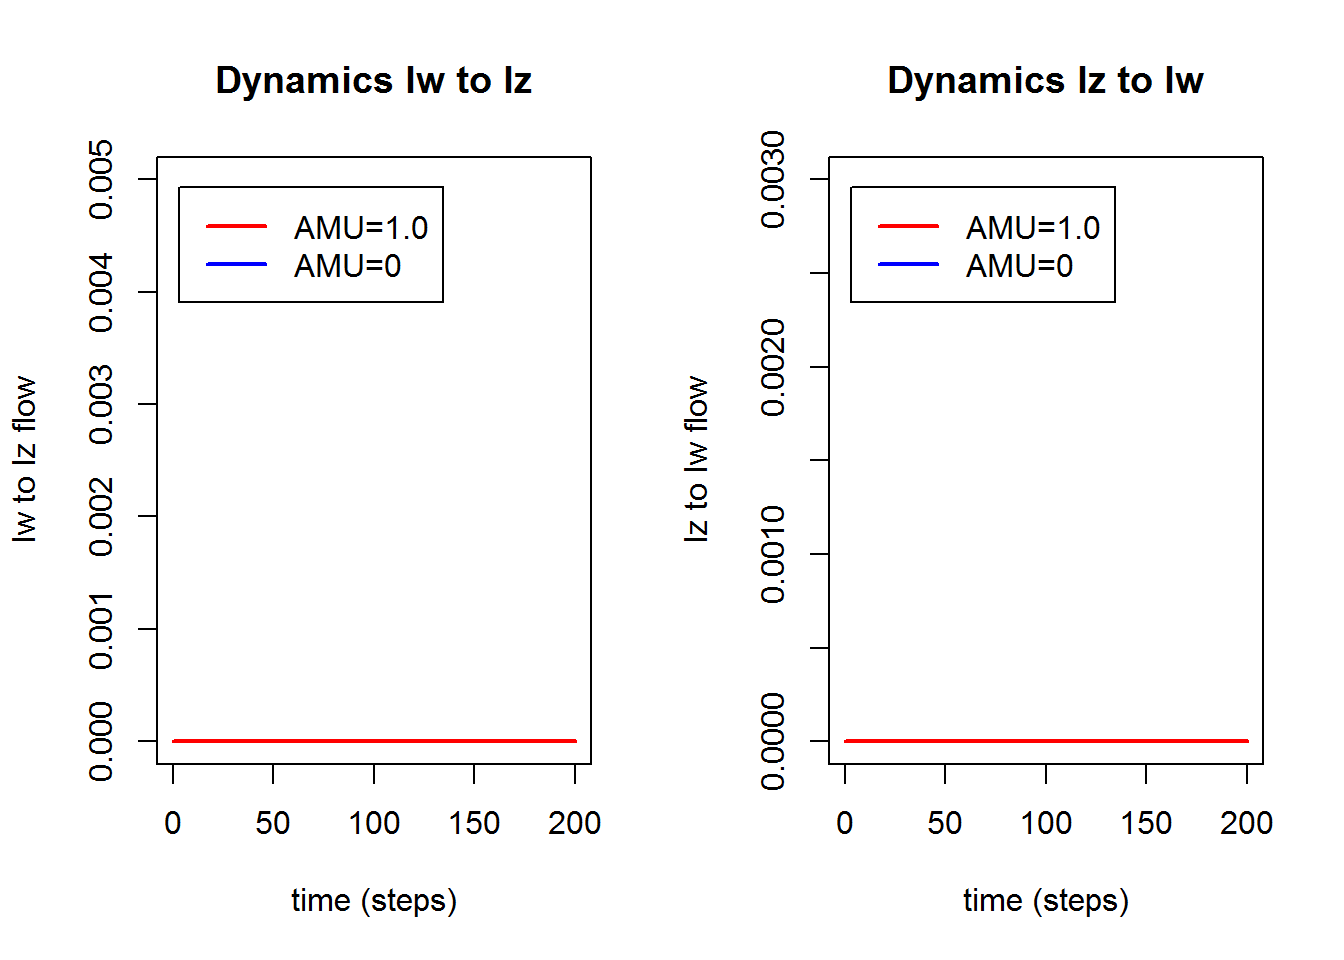 Dynamics Iw to Iz
Iw to Iz flow
0.005
0.004
0.003
0.002
0.001
0.000
AMU=1.0
AMU=0
0 50 100 150 200
time (steps)
Dynamics Iz to Iw
Iz to Iw flow
0.0030
0.0020
0.0010
0.0000
AMU=1.0
AMU=0
0 50 100 150 200
time (steps)